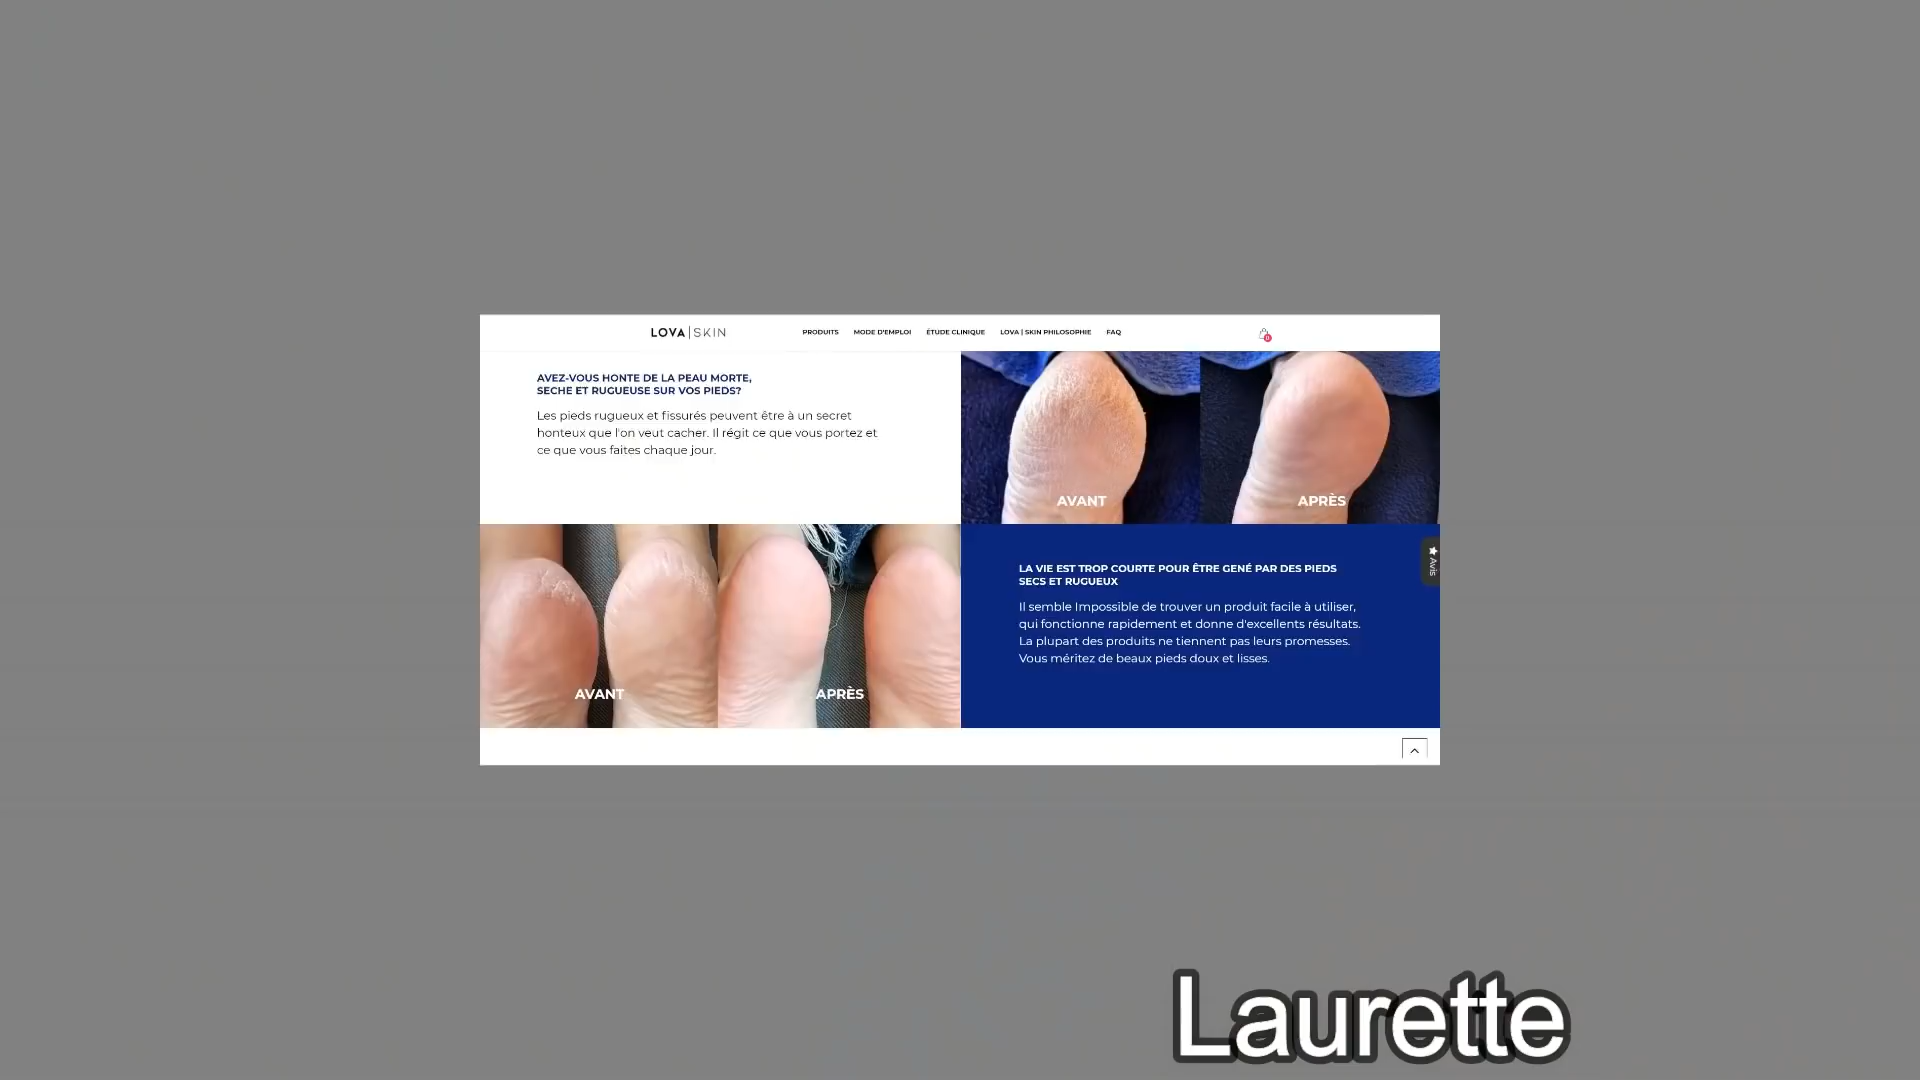 LOVA|SKIN
PRODUITS MODE D'EMPLOI ÉTUDE CLINIQUE LOVA | SKIN PHILOSOPHIE FAQ
AVEZ-VOUS HONTE DE LA PEAU MORTE,
SECHE ET RUGUEUSE SUR VOS PIEDS?
Les pieds rugueux et fissurés peuvent être à un secret
honteux que l'on veut cacher. Il régit ce que vous portez et
ce que vous faites chaque jour.
AVANT
APRÈS
AVANT
APRÈS
LA VIE EST TROP COURTE POUR ÊTRE GENÉ PAR DES PIEDS
SECS ET RUGUEUX
Il semble Impossible de trouver un produit facile à utiliser,
qui fonctionne rapidement et donne d'excellents résultats.
La plupart des produits ne tiennent pas leurs promesses.
Vous méritez de beaux pieds doux et lisses.
★ Avis
Laurette